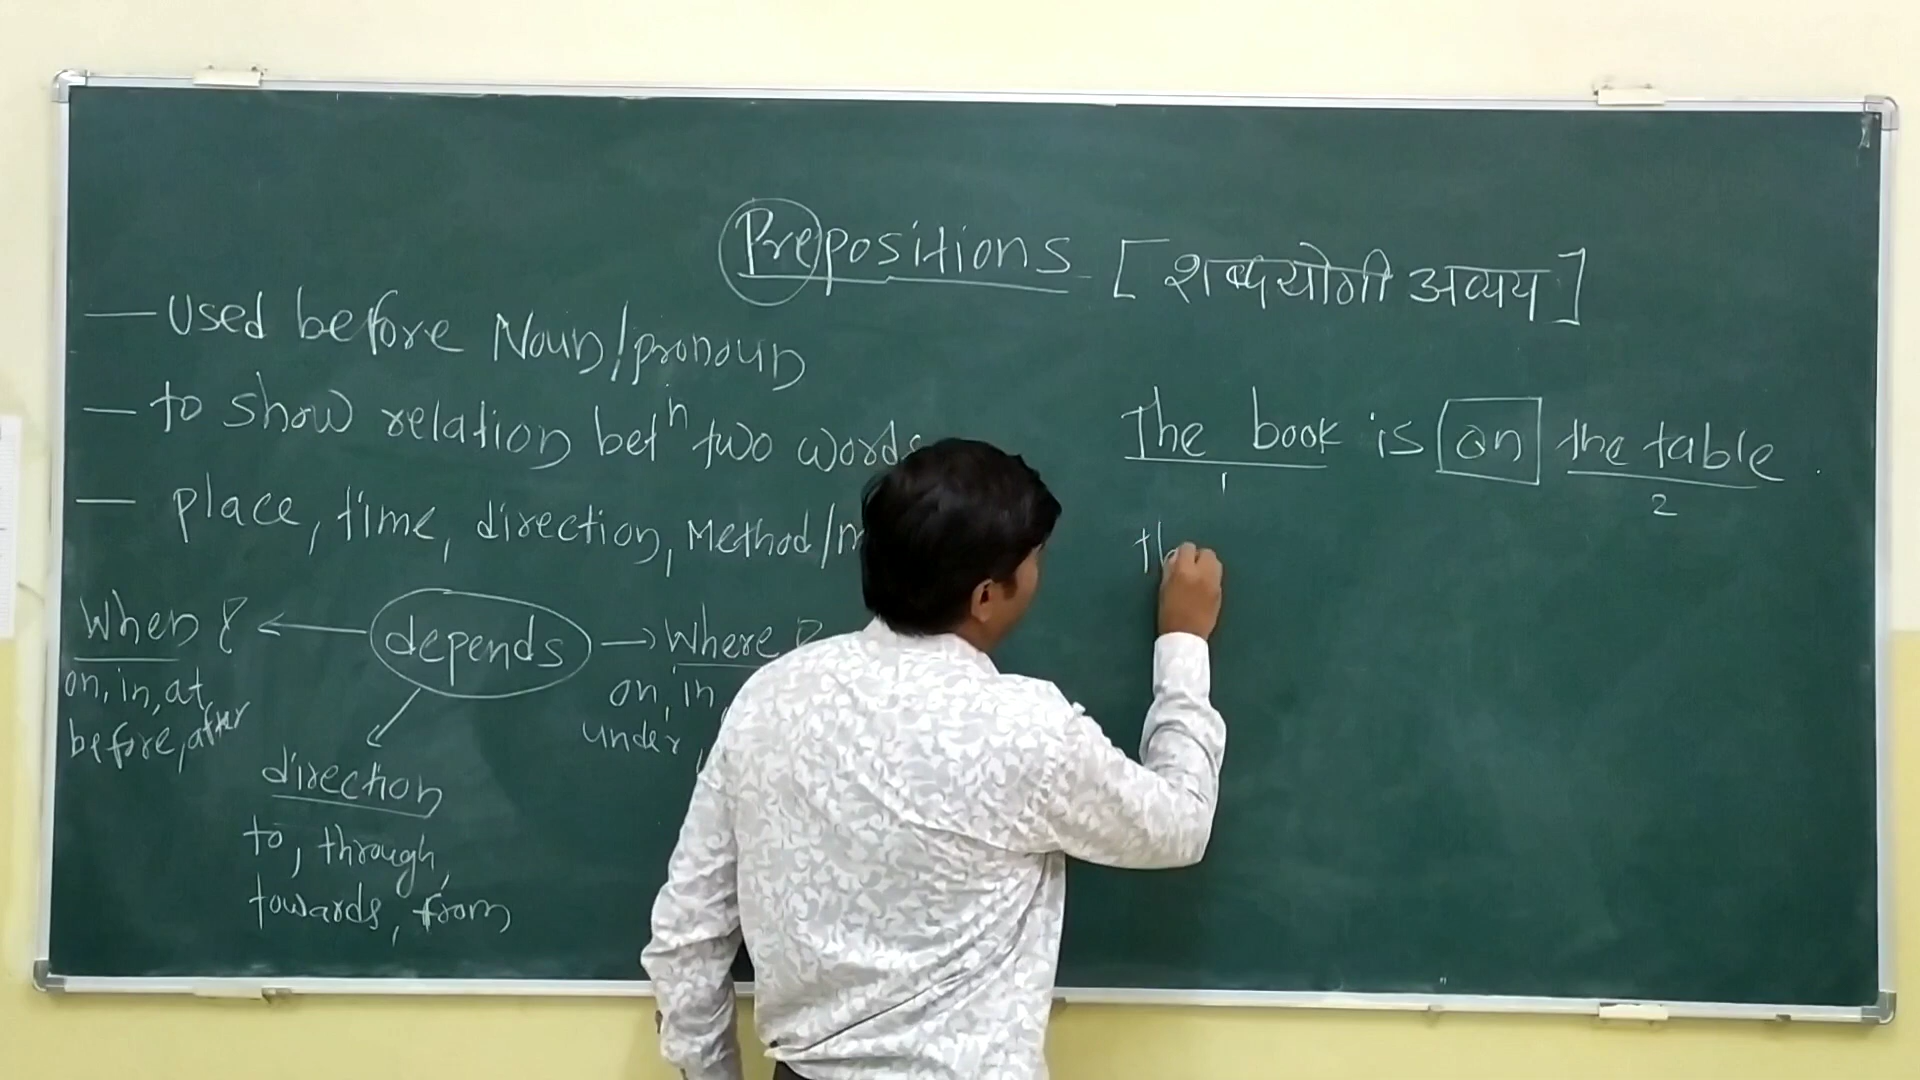 Prepositions [शब्दयोगी अव्यय]
— used before Noun/pronoun
— to show relation betⁿ two words
— place, time, direction, Method/
When ? ← depends → Where ?
on, in, at,
before, after
on, in
under,
direction
to, through,
towards, from
The book is on the table.
1 2